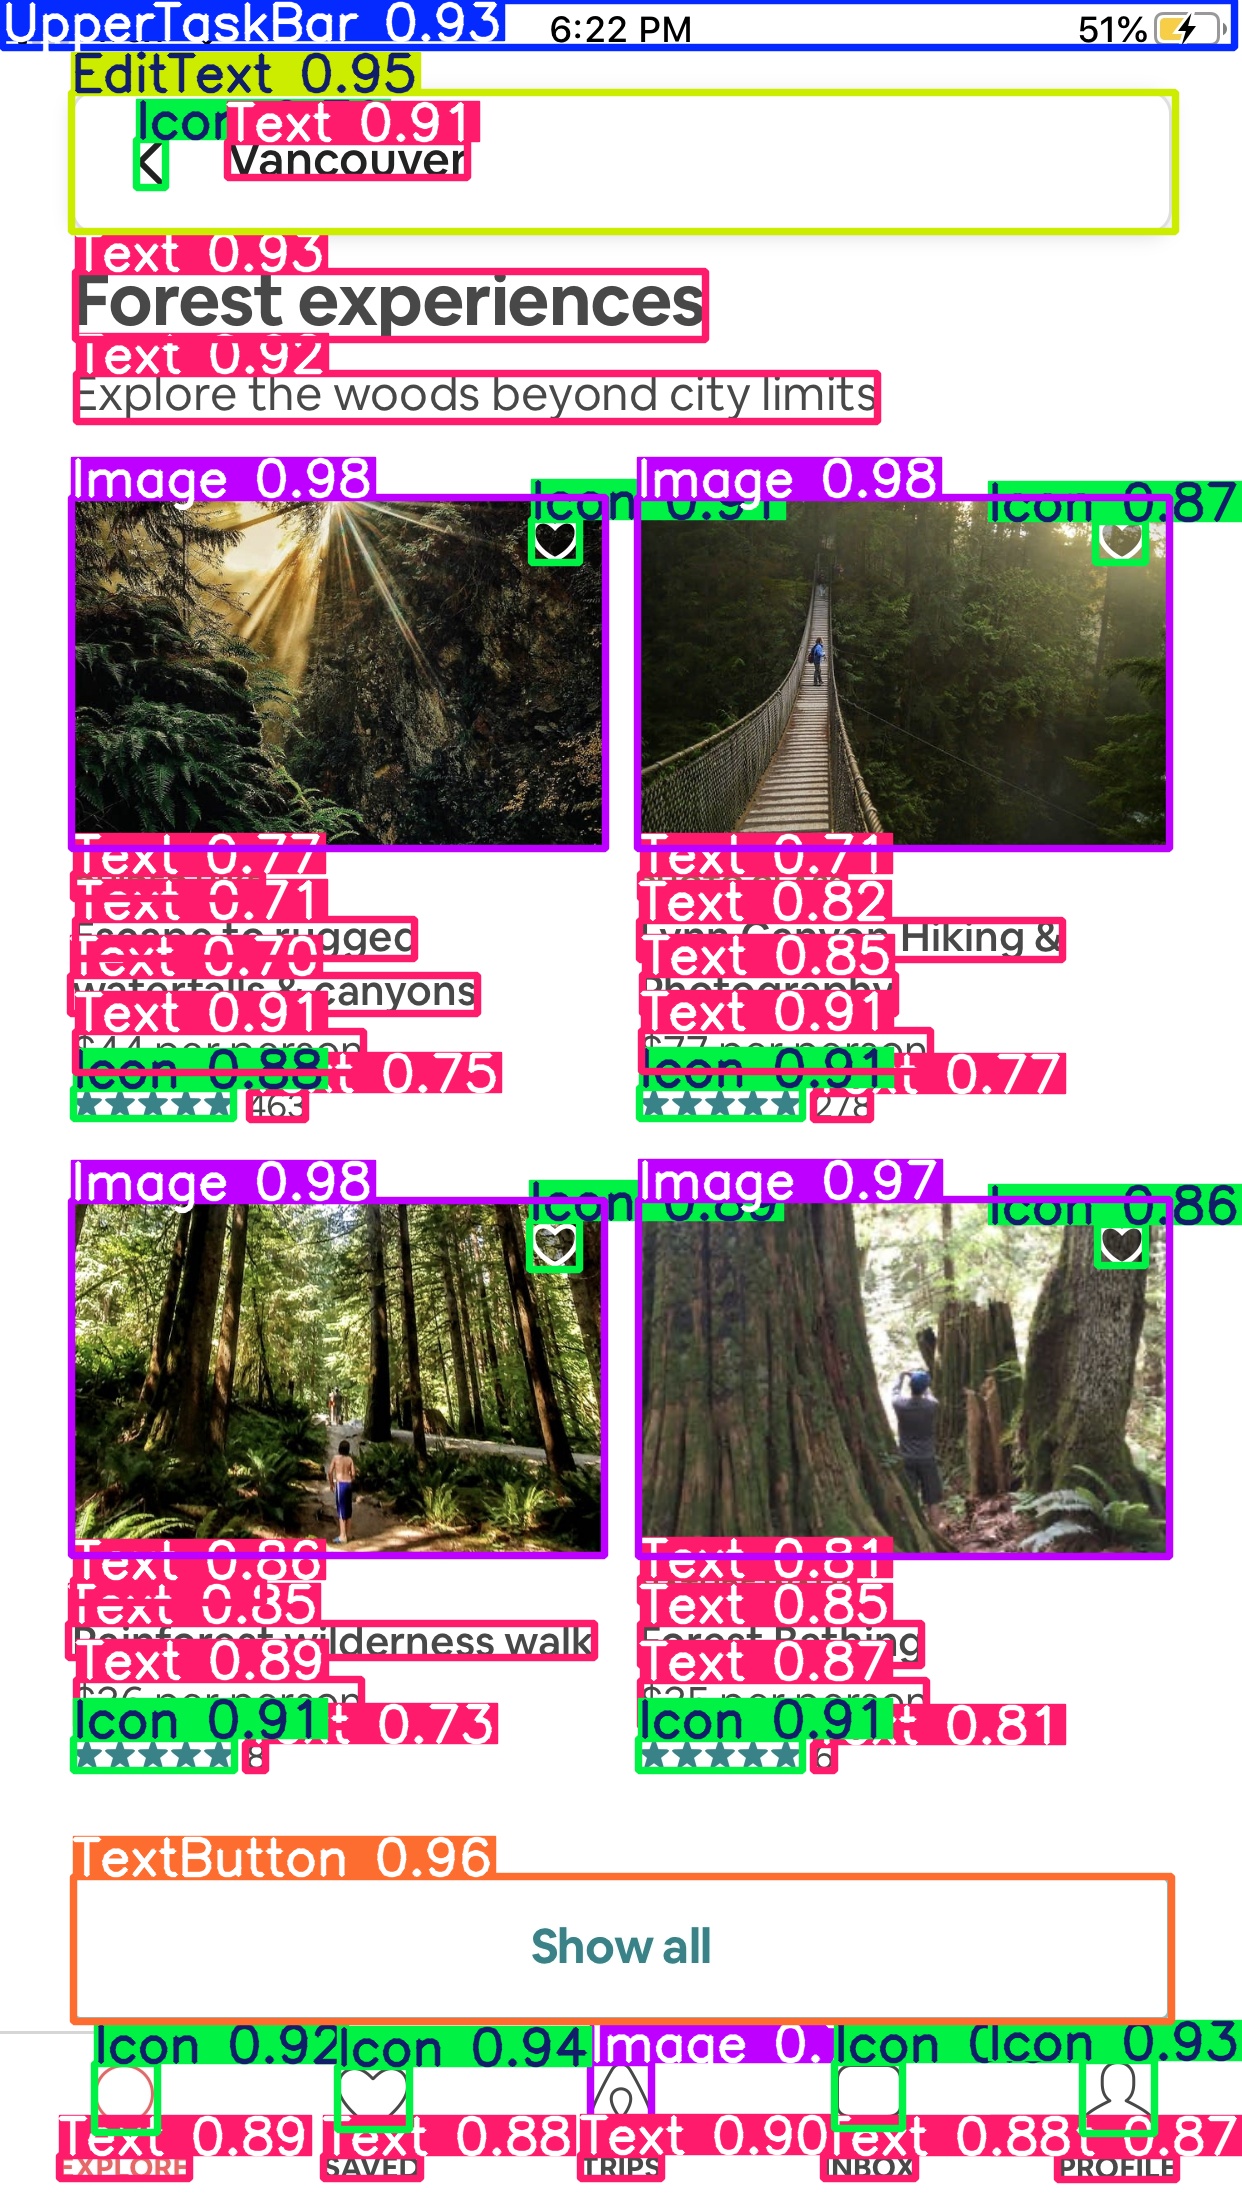 UpperTaskBar 0.93 6:22 PM 51%
EditText 0.95
Icon Text 0.91
Vancouver
Text 0.93
Forest experiences
Text 0.92
Explore the woods beyond city limits
Image 0.98 Icon 0.91 Image 0.98 Icon 0.87
Text 0.77 Text 0.71
Text 0.71 Text 0.82
Escape to rugged Lynn Canyon Hiking &
Text 0.70 Text 0.85
waterfalls & canyons Photography
Text 0.91 Text 0.91
$44 per person $77 per person
Icon 0.88 t 0.75 Icon 0.91 t 0.77
463 278
Image 0.98 Icon 0.89 Image 0.97 Icon 0.86
Text 0.86 Text 0.81
Text 0.85 Text 0.85
Rainforest wilderness walk Forest Bathing
Text 0.89 Text 0.87
$36 per person $35 per person
Icon 0.91 t 0.73 Icon 0.91 t 0.81
8 6
TextButton 0.96
Show all
Icon 0.92 Icon 0.94 Image 0. Icon Icon 0.93
Text 0.89 Text 0.88 Text 0.90 Text 0.88 t 0.87
EXPLORE SAVED TRIPS INBOX PROFILE